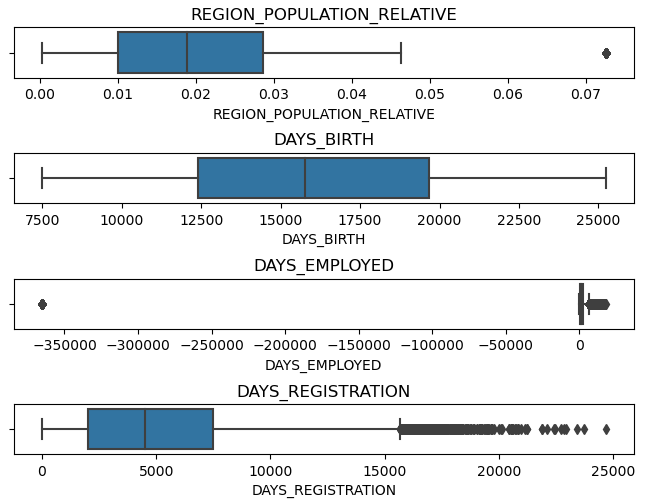 REGION_POPULATION_RELATIVE
0.00 0.01 0.02 0.03 0.04 0.05 0.06 0.07
REGION_POPULATION_RELATIVE
DAYS_BIRTH
7500 10000 12500 15000 17500 20000 22500 25000
DAYS_BIRTH
DAYS_EMPLOYED
−350000 −300000 −250000 −200000 −150000 −100000 −50000 0
DAYS_EMPLOYED
DAYS_REGISTRATION
0 5000 10000 15000 20000 25000
DAYS_REGISTRATION